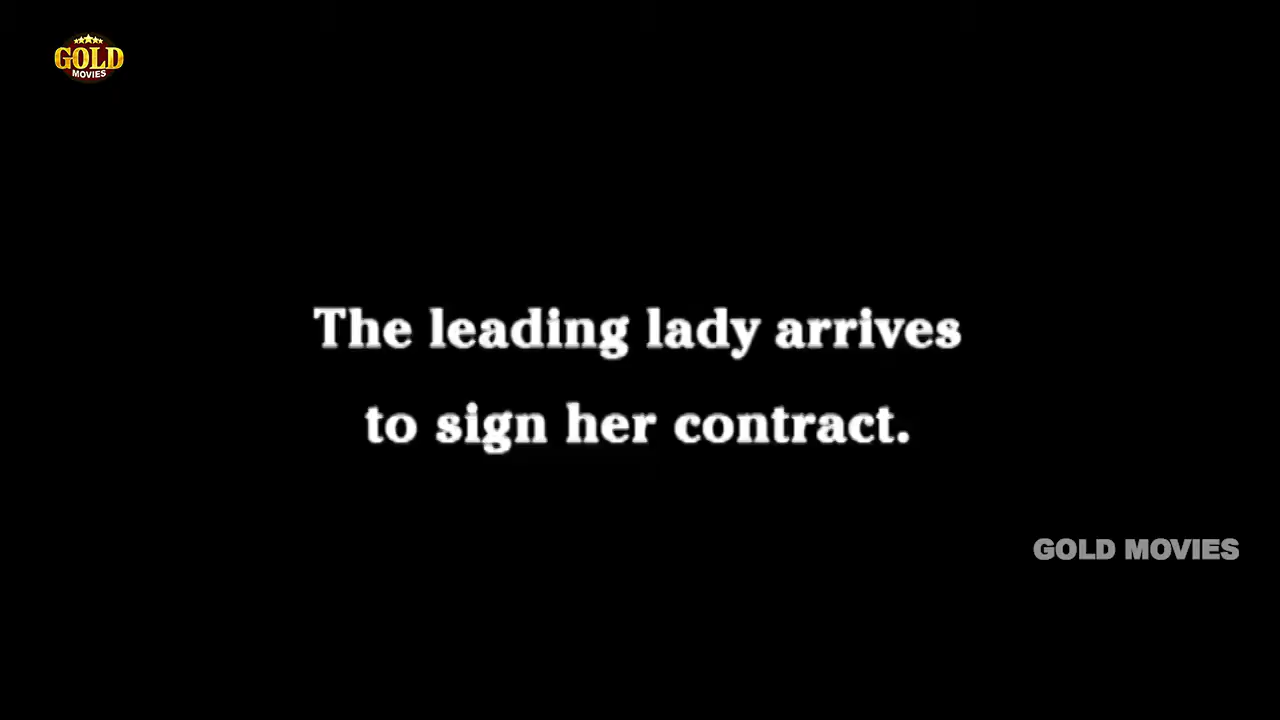 GOLD
MOVIES
The leading lady arrives
to sign her contract.
GOLD MOVIES